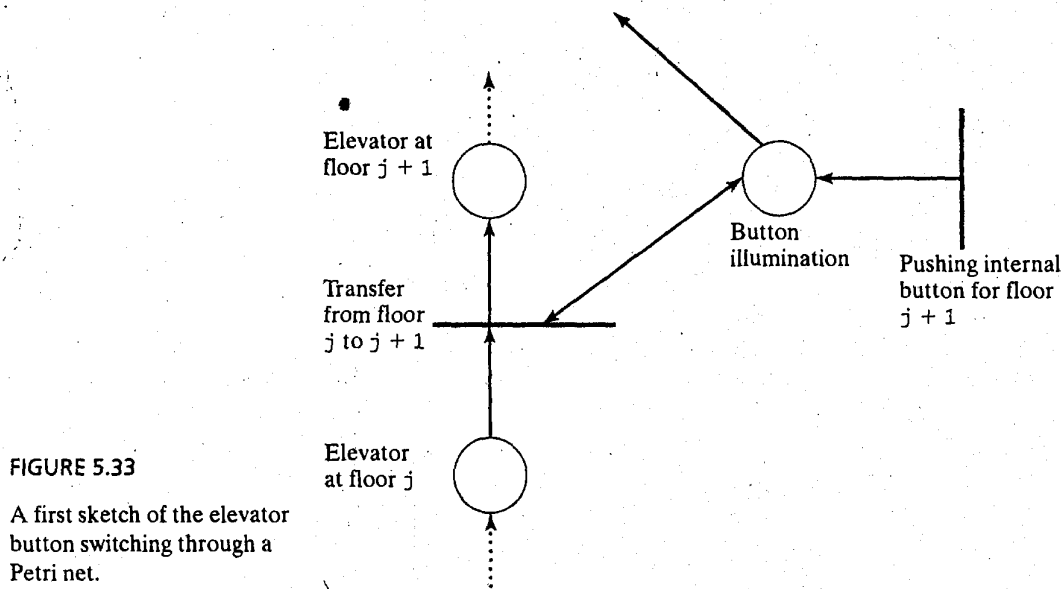 Elevator at
floor j + 1
Button
illumination
Pushing internal
button for floor
j + 1
Transfer
from floor
j to j + 1
Elevator
at floor j
FIGURE 5.33
A first sketch of the elevator
button switching through a
Petri net.